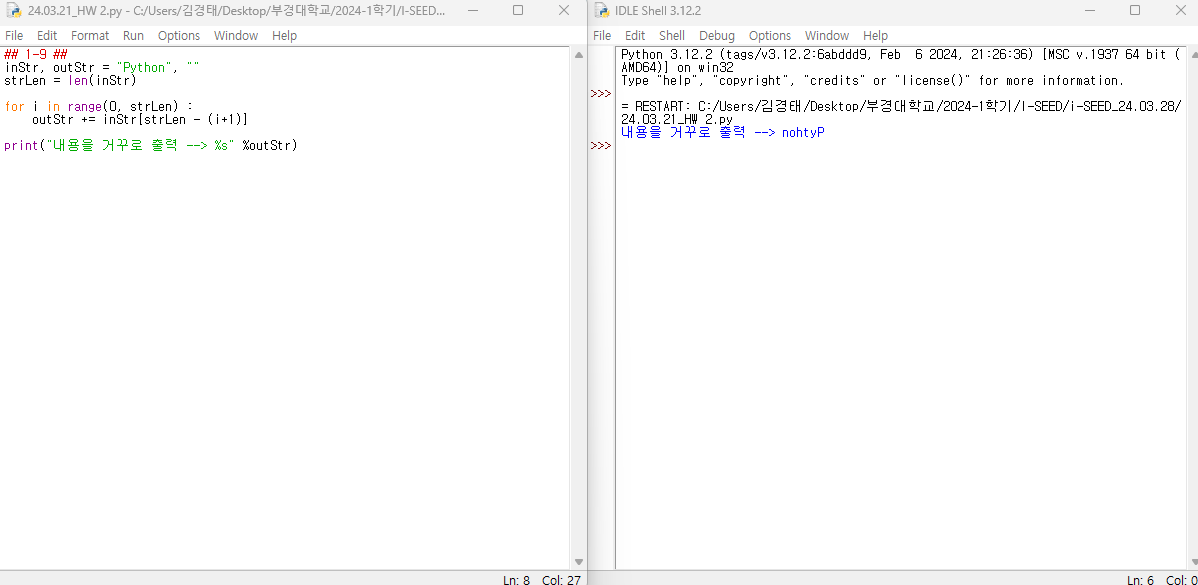 24.03.21_HW 2.py - C:/Users/김경태/Desktop/부경대학교/2024-1학기/I-SEED...
File Edit Format Run Options Window Help
## 1-9 ##
inStr, outStr = "Python", ""
strLen = len(inStr)
for i in range(0, strLen) :
    outStr += inStr[strLen - (i+1)]
print("내용을 거꾸로 출력 --> %s" %outStr)
Ln: 8 Col: 27
IDLE Shell 3.12.2
File Edit Shell Debug Options Window Help
Python 3.12.2 (tags/v3.12.2:6abddd9, Feb  6 2024, 21:26:36) [MSC v.1937 64 bit (
AMD64)] on win32
Type "help", "copyright", "credits" or "license()" for more information.
>>>
= RESTART: C:/Users/김경태/Desktop/부경대학교/2024-1학기/I-SEED/i-SEED_24.03.28/
24.03.21_HW 2.py
내용을 거꾸로 출력 --> nohtyP
>>>
Ln: 6 Col: 0